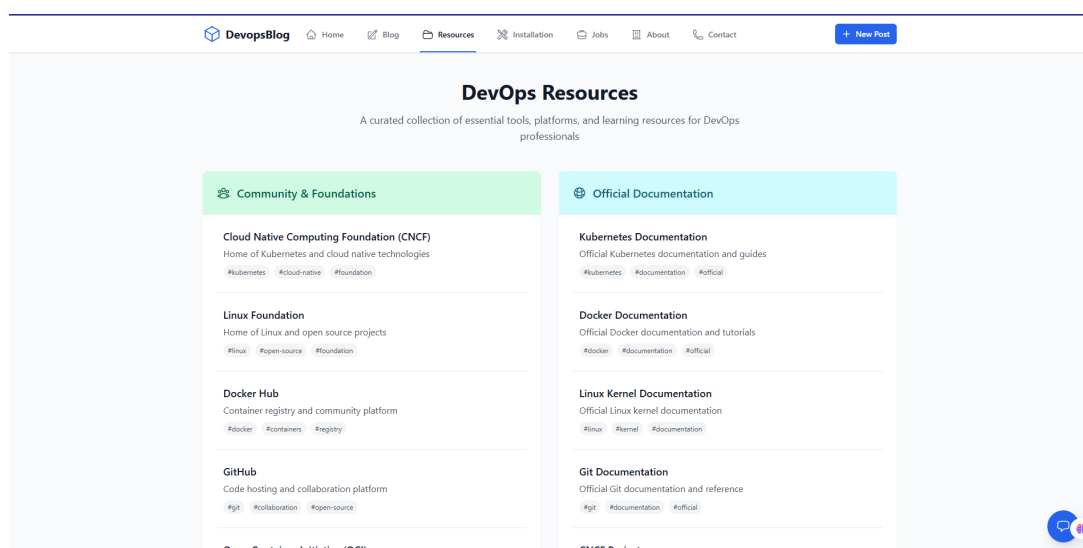 DevopsBlog
Home
Blog
Resources
Installation
Jobs
About
Contact
+ New Post
DevOps Resources
A curated collection of essential tools, platforms, and learning resources for DevOps
professionals
Community & Foundations
Cloud Native Computing Foundation (CNCF)
Home of Kubernetes and cloud native technologies
#kubernetes #cloud-native #foundation
Linux Foundation
Home of Linux and open source projects
#linux #open-source #foundation
Docker Hub
Container registry and community platform
#docker #containers #registry
GitHub
Code hosting and collaboration platform
#git #collaboration #open-source
Official Documentation
Kubernetes Documentation
Official Kubernetes documentation and guides
#kubernetes #documentation #official
Docker Documentation
Official Docker documentation and tutorials
#docker #documentation #official
Linux Kernel Documentation
Official Linux kernel documentation
#linux #kernel #documentation
Git Documentation
Official Git documentation and reference
#git #documentation #official